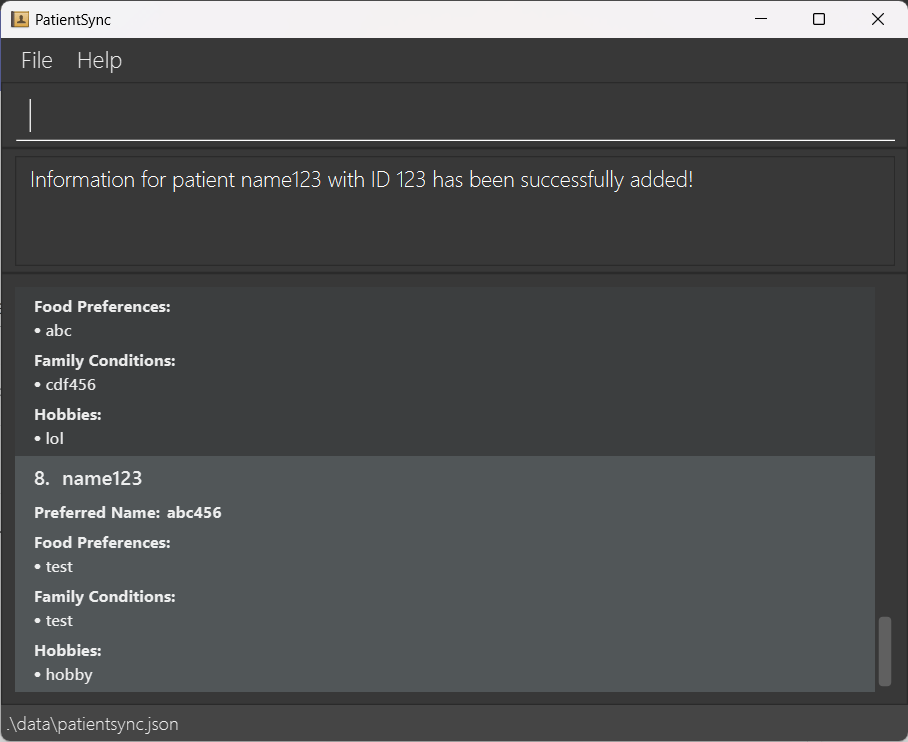 PatientSync
File Help
Information for patient name123 with ID 123 has been successfully added!
Food Preferences:
• abc
Family Conditions:
• cdf456
Hobbies:
• lol
8. name123
Preferred Name: abc456
Food Preferences:
• test
Family Conditions:
• test
Hobbies:
• hobby
.\data\patientsync.json